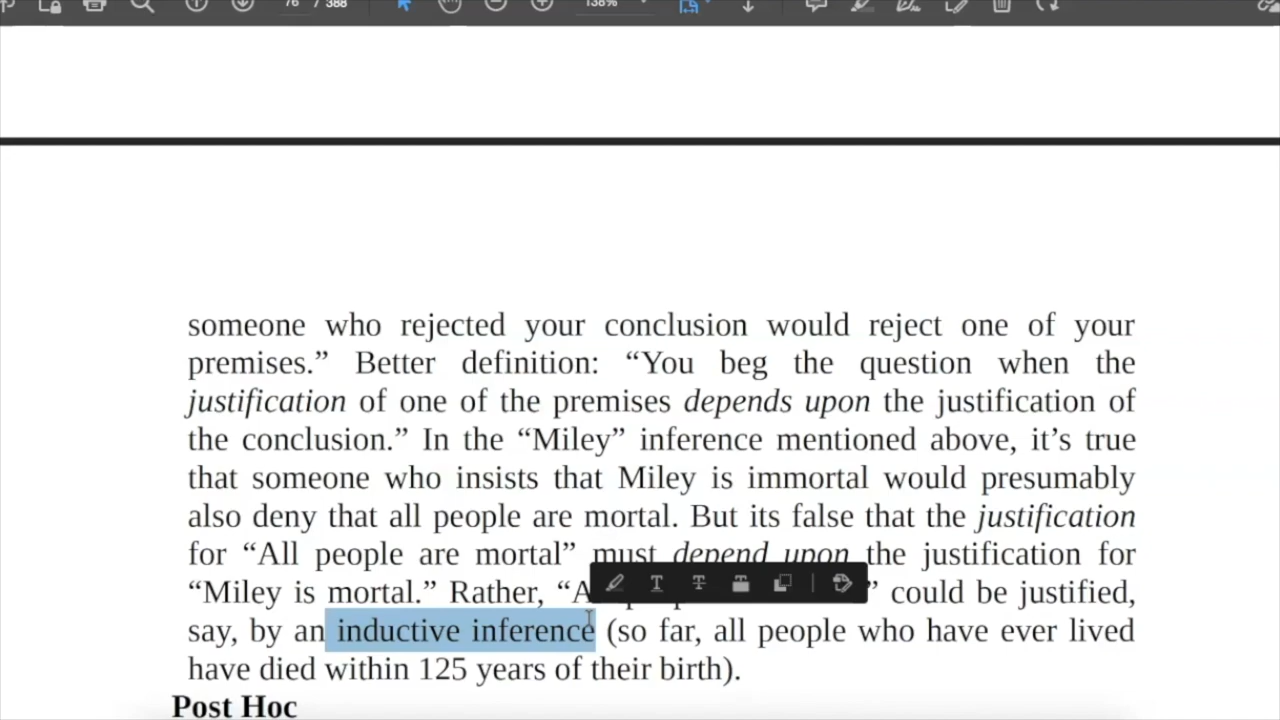 76 / 388
138%
someone who rejected your conclusion would reject one of your
premises.” Better definition: “You beg the question when the
justification of one of the premises depends upon the justification of
the conclusion.” In the “Miley” inference mentioned above, it’s true
that someone who insists that Miley is immortal would presumably
also deny that all people are mortal. But its false that the justification
for “All people are mortal” must depend upon the justification for
“Miley is mortal.” Rather, “A ” could be justified,
say, by an inductive inference (so far, all people who have ever lived
have died within 125 years of their birth).
Post Hoc